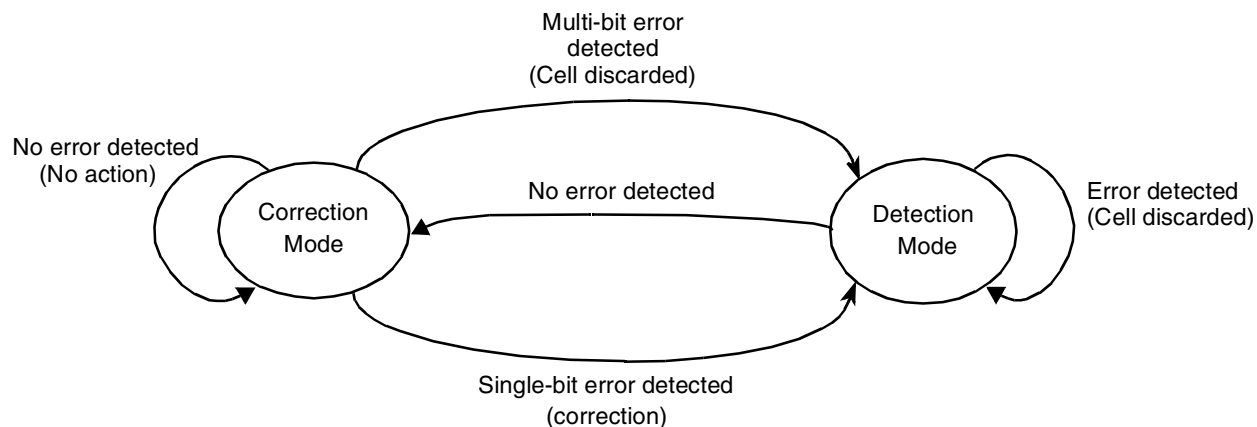 Multi-bit error
detected
(Cell discarded)
No error detected
(No action)
Correction
Mode
No error detected
Detection
Mode
Error detected
(Cell discarded)
Single-bit error detected
(correction)